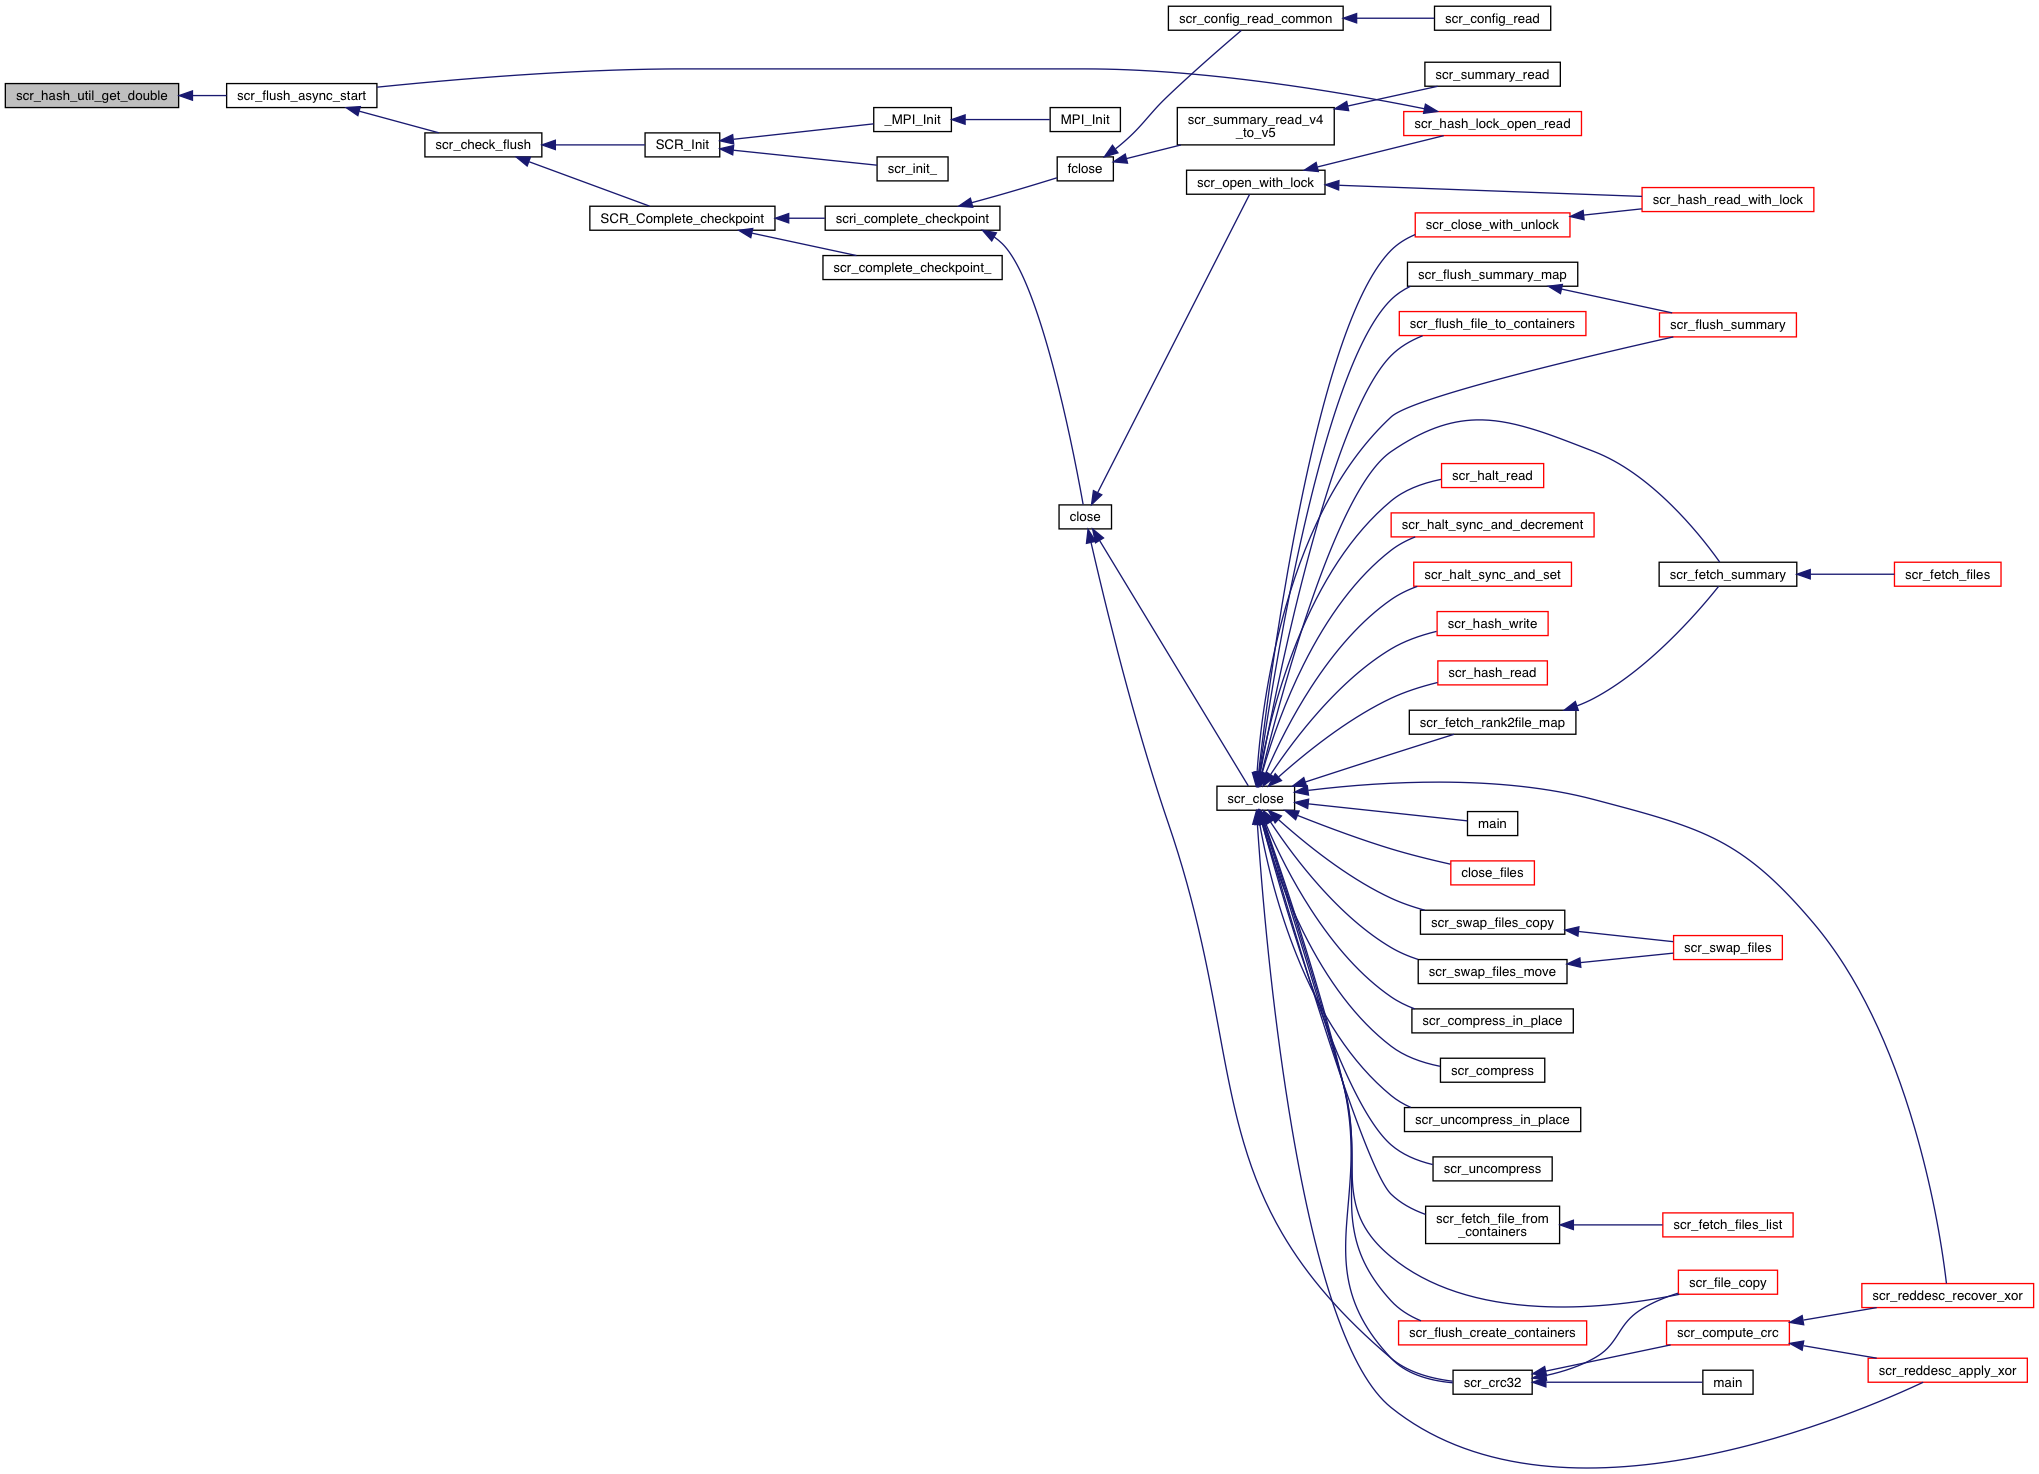 scr_config_read_common
scr_config_read
scr_summary_read
scr_hash_util_get_double
scr_flush_async_start
_MPI_Init
MPI_Init
scr_summary_read_v4
_to_v5
scr_hash_lock_open_read
scr_check_flush
SCR_Init
scr_init_
fclose
scr_open_with_lock
scr_hash_read_with_lock
SCR_Complete_checkpoint
scri_complete_checkpoint
scr_close_with_unlock
scr_complete_checkpoint_
scr_flush_summary_map
scr_flush_file_to_containers
scr_flush_summary
scr_halt_read
close
scr_halt_sync_and_decrement
scr_halt_sync_and_set
scr_fetch_summary
scr_fetch_files
scr_hash_write
scr_hash_read
scr_fetch_rank2file_map
scr_close
main
close_files
scr_swap_files_copy
scr_swap_files
scr_swap_files_move
scr_compress_in_place
scr_compress
scr_uncompress_in_place
scr_uncompress
scr_fetch_file_from
_containers
scr_fetch_files_list
scr_file_copy
scr_reddesc_recover_xor
scr_flush_create_containers
scr_compute_crc
scr_reddesc_apply_xor
scr_crc32
main